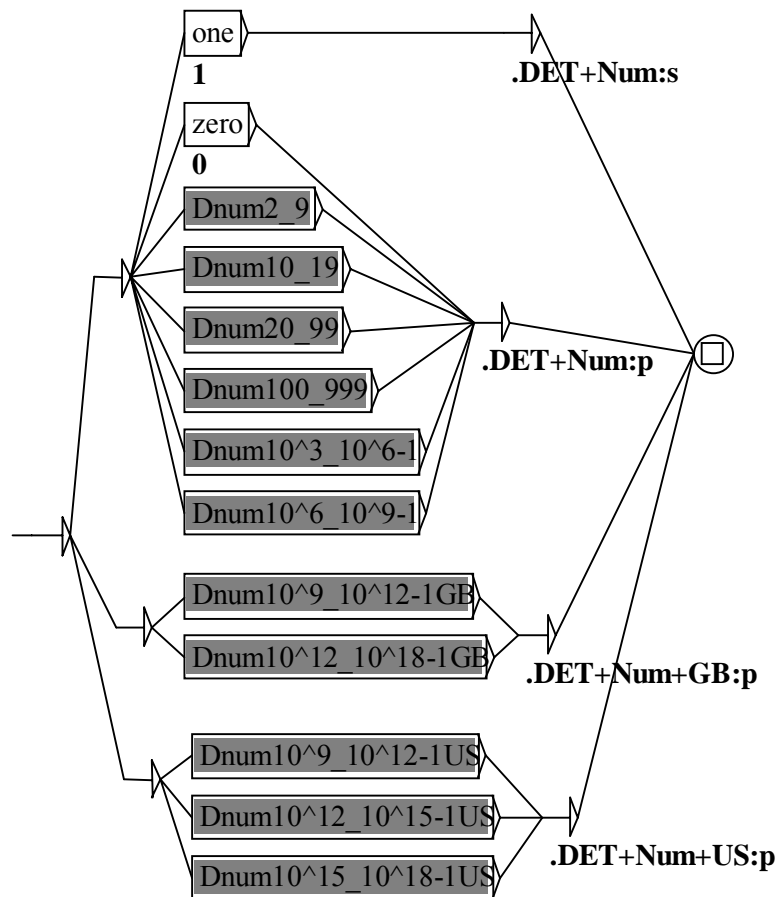 one
1
.DET+Num:s
zero
0
Dnum2_9
Dnum10_19
Dnum20_99
.DET+Num:p
Dnum100_999
Dnum10^3_10^6-1
Dnum10^6_10^9-1
Dnum10^9_10^12-1GB
Dnum10^12_10^18-1GB
.DET+Num+GB:p
Dnum10^9_10^12-1US
Dnum10^12_10^15-1US
.DET+Num+US:p
Dnum10^15_10^18-1US